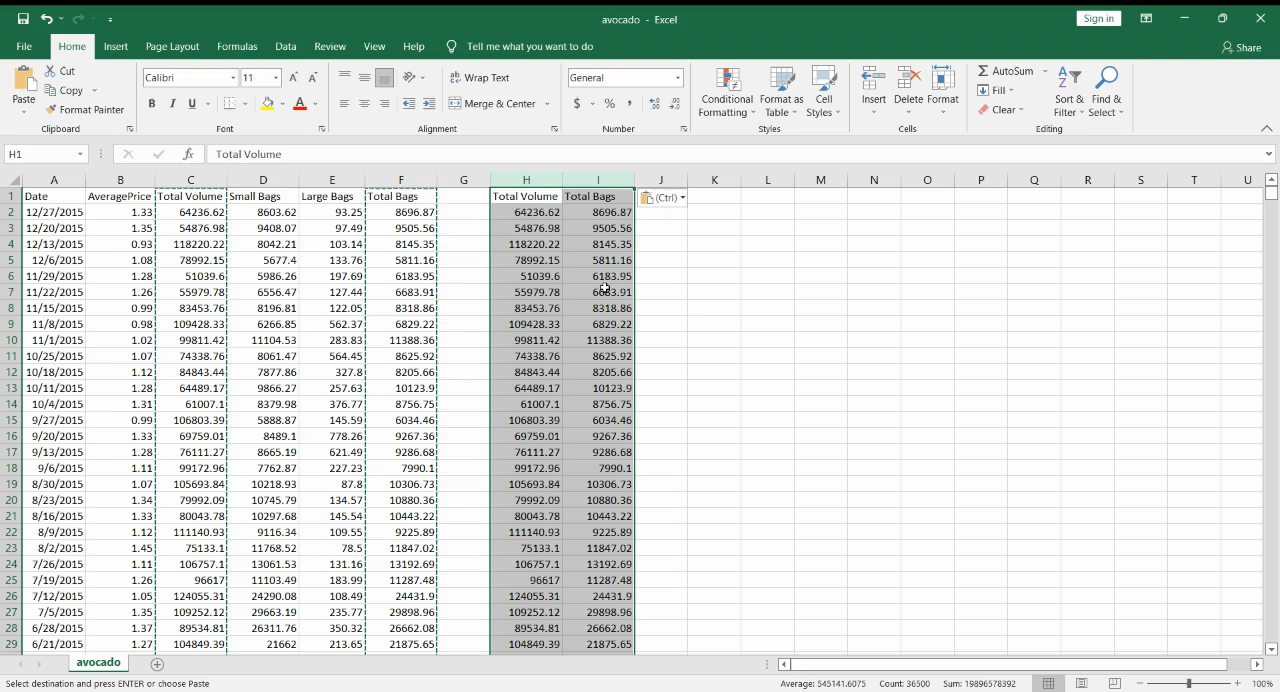 avocado - Excel
Sign in
File Home Insert Page Layout Formulas Data Review View Help Tell me what you want to do Share
Paste Cut Copy Format Painter Clipboard
Calibri 11 A A B I U A Font
Wrap Text Merge & Center Alignment
General $ % , Number
Conditional Formatting Format as Table Cell Styles Styles
Insert Delete Format Cells
AutoSum Fill Clear Sort & Filter Find & Select Editing
H1 fx Total Volume
A B C D E F G H I J K L M N O P Q R S T U
1 Date AveragePrice Total Volume Small Bags Large Bags Total Bags Total Volume Total Bags (Ctrl)
2 12/27/2015 1.33 64236.62 8603.62 93.25 8696.87 64236.62 8696.87
3 12/20/2015 1.35 54876.98 9408.07 97.49 9505.56 54876.98 9505.56
4 12/13/2015 0.93 118220.22 8042.21 103.14 8145.35 118220.22 8145.35
5 12/6/2015 1.08 78992.15 5677.4 133.76 5811.16 78992.15 5811.16
6 11/29/2015 1.28 51039.6 5986.26 197.69 6183.95 51039.6 6183.95
7 11/22/2015 1.26 55979.78 6556.47 127.44 6683.91 55979.78 6683.91
8 11/15/2015 0.99 83453.76 8196.81 122.05 8318.86 83453.76 8318.86
9 11/8/2015 0.98 109428.33 6266.85 562.37 6829.22 109428.33 6829.22
10 11/1/2015 1.02 99811.42 11104.53 283.83 11388.36 99811.42 11388.36
11 10/25/2015 1.07 74338.76 8061.47 564.45 8625.92 74338.76 8625.92
12 10/18/2015 1.12 84843.44 7877.86 327.8 8205.66 84843.44 8205.66
13 10/11/2015 1.28 64489.17 9866.27 257.63 10123.9 64489.17 10123.9
14 10/4/2015 1.31 61007.1 8379.98 376.77 8756.75 61007.1 8756.75
15 9/27/2015 0.99 106803.39 5888.87 145.59 6034.46 106803.39 6034.46
16 9/20/2015 1.33 69759.01 8489.1 778.26 9267.36 69759.01 9267.36
17 9/13/2015 1.28 76111.27 8665.19 621.49 9286.68 76111.27 9286.68
18 9/6/2015 1.11 99172.96 7762.87 227.23 7990.1 99172.96 7990.1
19 8/30/2015 1.07 105693.84 10218.93 87.8 10306.73 105693.84 10306.73
20 8/23/2015 1.34 79992.09 10745.79 134.57 10880.36 79992.09 10880.36
21 8/16/2015 1.33 80043.78 10297.68 145.54 10443.22 80043.78 10443.22
22 8/9/2015 1.12 111140.93 9116.34 109.55 9225.89 111140.93 9225.89
23 8/2/2015 1.45 75133.1 11768.52 78.5 11847.02 75133.1 11847.02
24 7/26/2015 1.11 106757.1 13061.53 131.16 13192.69 106757.1 13192.69
25 7/19/2015 1.26 96617 11103.49 183.99 11287.48 96617 11287.48
26 7/12/2015 1.05 124055.31 24290.08 108.49 24431.9 124055.31 24431.9
27 7/5/2015 1.35 109252.12 29663.19 235.77 29898.96 109252.12 29898.96
28 6/28/2015 1.37 89534.81 26311.76 350.32 26662.08 89534.81 26662.08
29 6/21/2015 1.27 104849.39 21662 213.65 21875.65 104849.39 21875.65
avocado
Select destination and press ENTER or choose Paste Average: 545141.6075 Count: 36500 Sum: 19896578392 100%